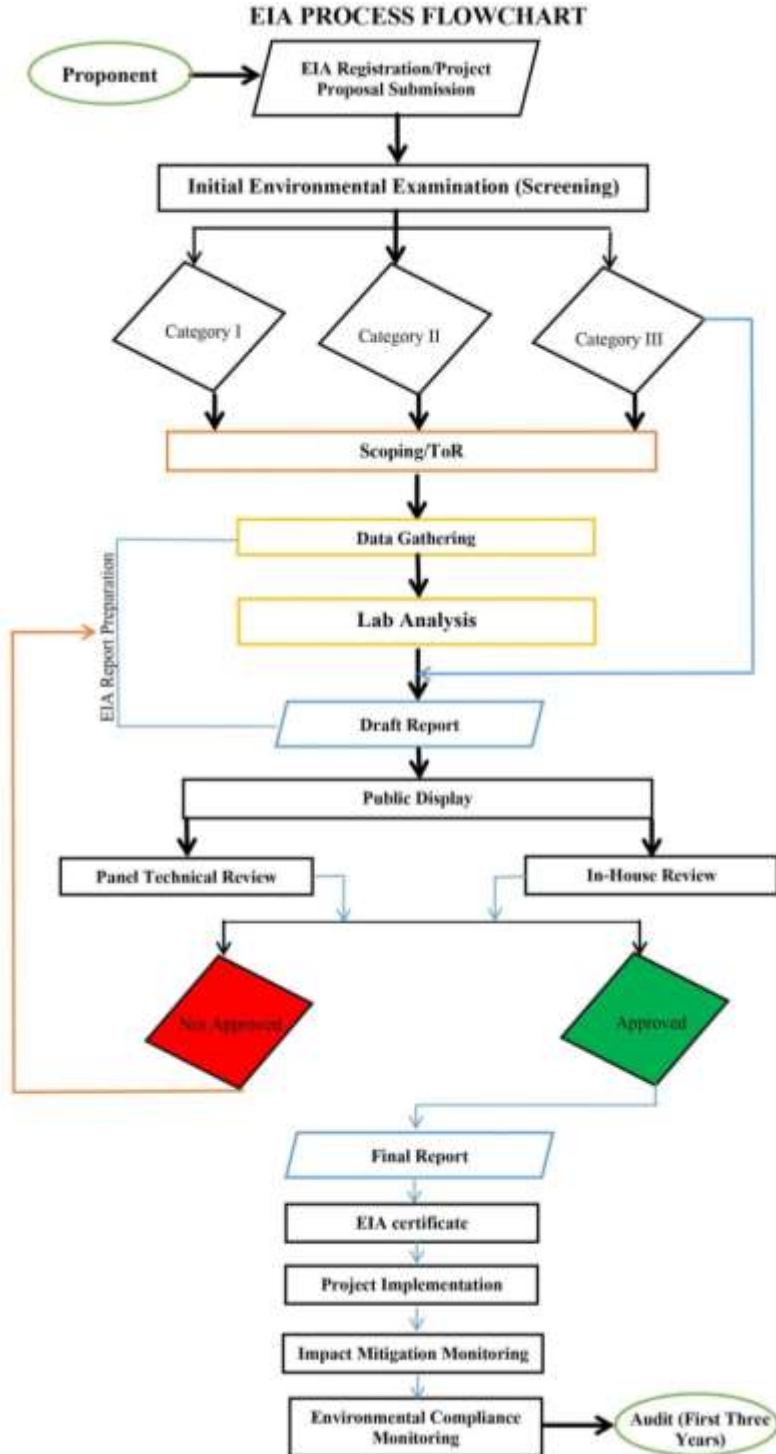 EIA PROCESS FLOWCHART
Proponent
EIA Registration/Project
Proposal Submission
Initial Environmental Examination (Screening)
Category I
Category II
Category III
Scoping/ToR
Data Gathering
EIA Report Preparation
Lab Analysis
Draft Report
Public Display
Panel Technical Review
In-House Review
Not Approved
Approved
Final Report
EIA certificate
Project Implementation
Impact Mitigation Monitoring
Environmental Compliance
Monitoring
Audit (First Three
Years)